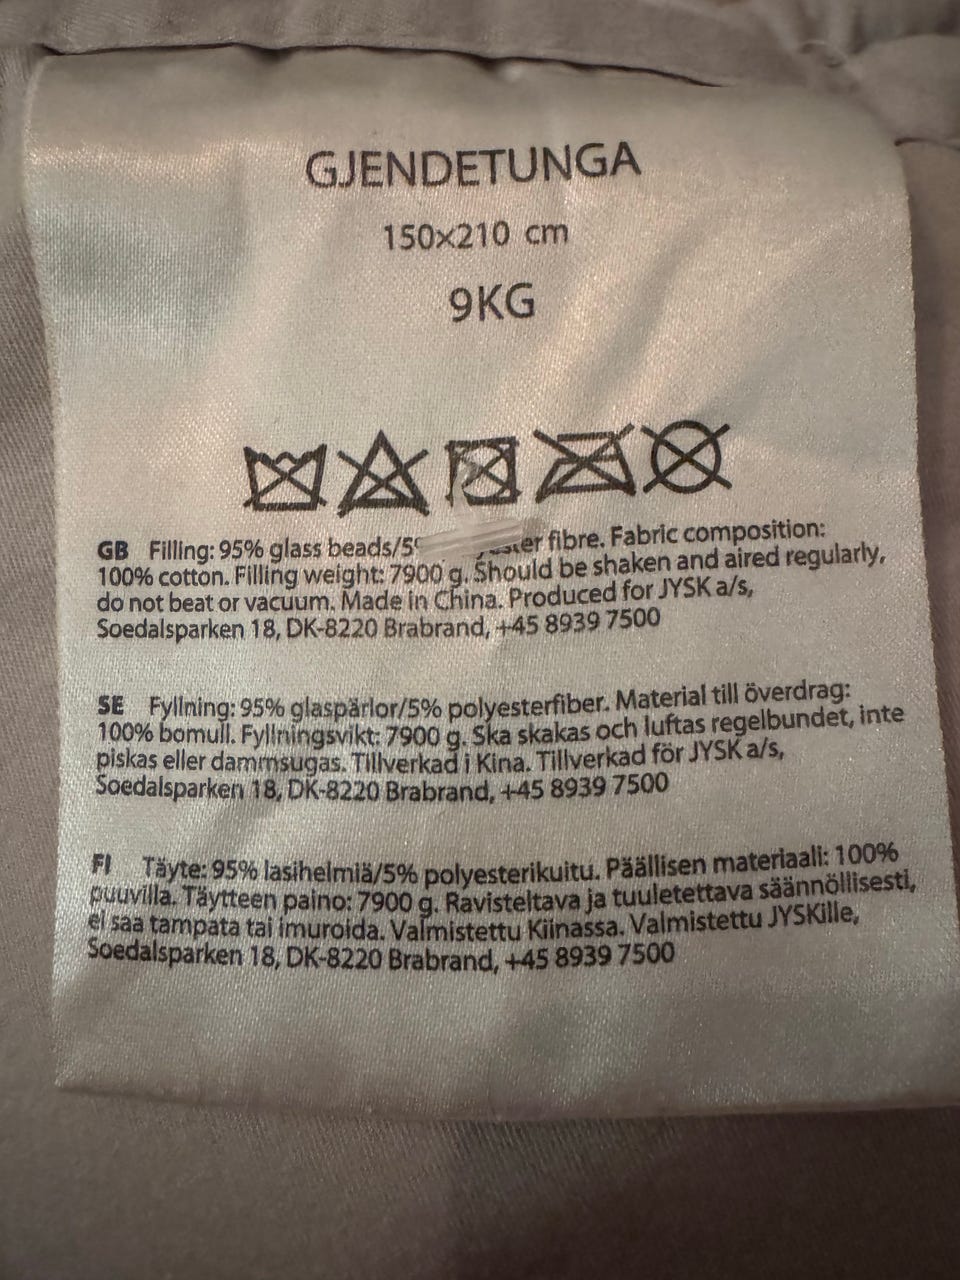 GJENDETUNGA
150x210 cm
9KG
GB Filling: 95% glass beads/5% fibre. Fabric composition:
100% cotton. Filling weight: 7900 g. Should be shaken and aired regularly,
do not beat or vacuum. Made in China. Produced for JYSK a/s,
Soedalsparken 18, DK-8220 Brabrand, +45 8939 7500
SE Fyllning: 95% glaspärlor/5% polyesterfiber. Material till överdrag:
100% bomull. Fyllningsvikt: 7900 g. Ska skakas och luftas regelbundet, inte
piskas eller dammsugas. Tillverkad i Kina. Tillverkad för JYSK a/s,
Soedalsparken 18, DK-8220 Brabrand, +45 8939 7500
FI Täyte: 95% lasihelmiä/5% polyesterikuitu. Päällisen materiaali: 100%
puuvilla. Täytteen paino: 7900 g. Ravisteltava ja tuuletettava säännöllisesti,
ei saa tampata tai imuroida. Valmistettu Kiinassa. Valmistettu JYSKille,
Soedalsparken 18, DK-8220 Brabrand, +45 8939 7500